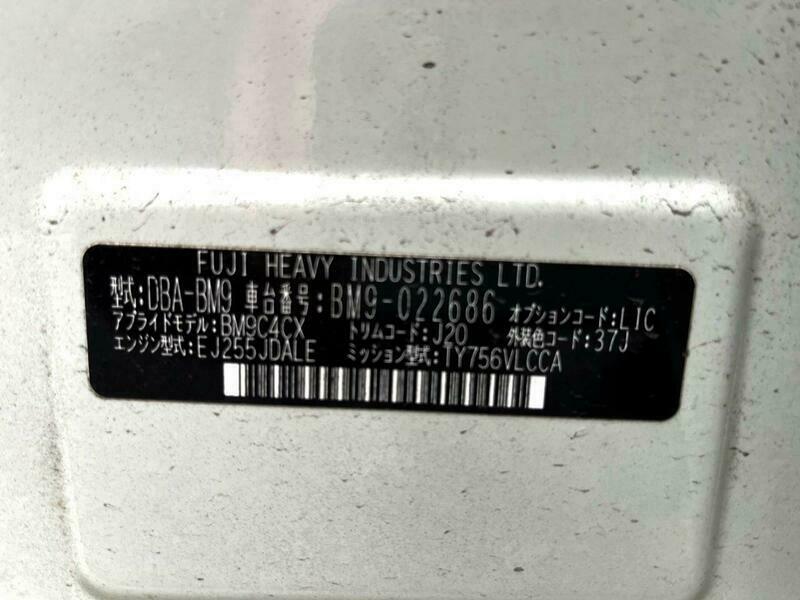 FUJI HEAVY INDUSTRIES LTD.
型式:DBA-BM9 車台番号:BM9-022686 オプションコード:LIC
アプライドモデル:BM9C4CX トリムコード:J20 外装色コード:37J
エンジン型式:EJ255JDALE ミッション型式:TY756VLCCA